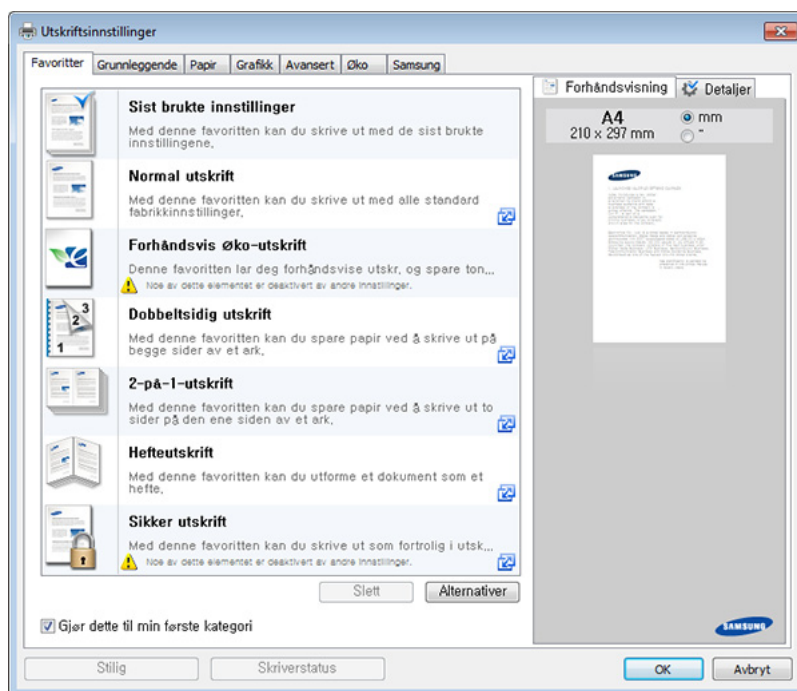 Utskriftsinnstillinger
Favoritter
Grunnleggende
Papir
Grafikk
Avansert
Øko
Samsung
Sist brukte innstillinger
Med denne favoritten kan du skrive ut med de sist brukte
innstillingene.
Normal utskrift
Med denne favoritten kan du skrive ut med alle standard
fabrikkinnstillinger.
Forhåndsvis øko-utskrift
Denne favoritten lar deg forhåndsvise utskr, og spare ton...
Noe av dette elementet er deaktivert av andre innstillinger.
Dobbeltsidig utskrift
Med denne favoritten kan du spare papir ved å skrive ut på
begge sider av et ark.
2-på-1-utskrift
Med denne favoritten kan du spare papir ved å skrive ut to
sider på den ene siden av et ark.
Hefteutskrift
Med denne favoritten kan du utforme et dokument som et
hefte.
Sikker utskrift
Med denne favoritten kan du skrive ut som fortrolig i utsk...
Noe av dette elementet er deaktivert av andre innstillinger.
Slett
Alternativer
Gjør dette til min første kategori
Forhåndsvisning
Detaljer
A4
210 x 297 mm
mm
"
SAMSUNG
SAMSUNG
Stilig
Skriverstatus
OK
Avbryt
1
2
3